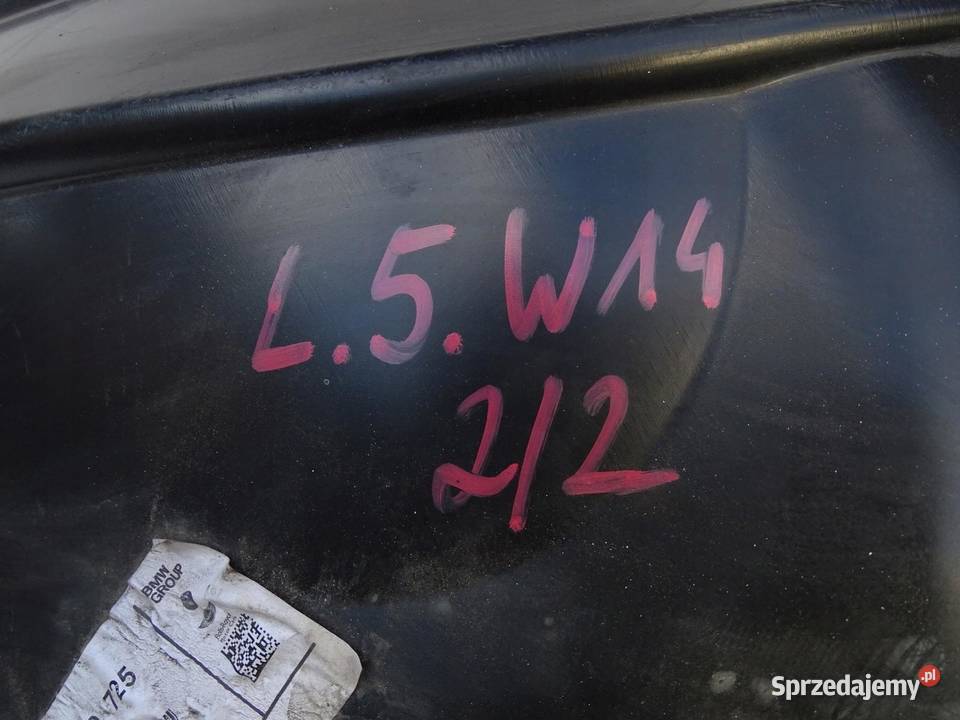 L.5.W14
2/2
BMW
GROUP
725
Sprzedajemy.pl